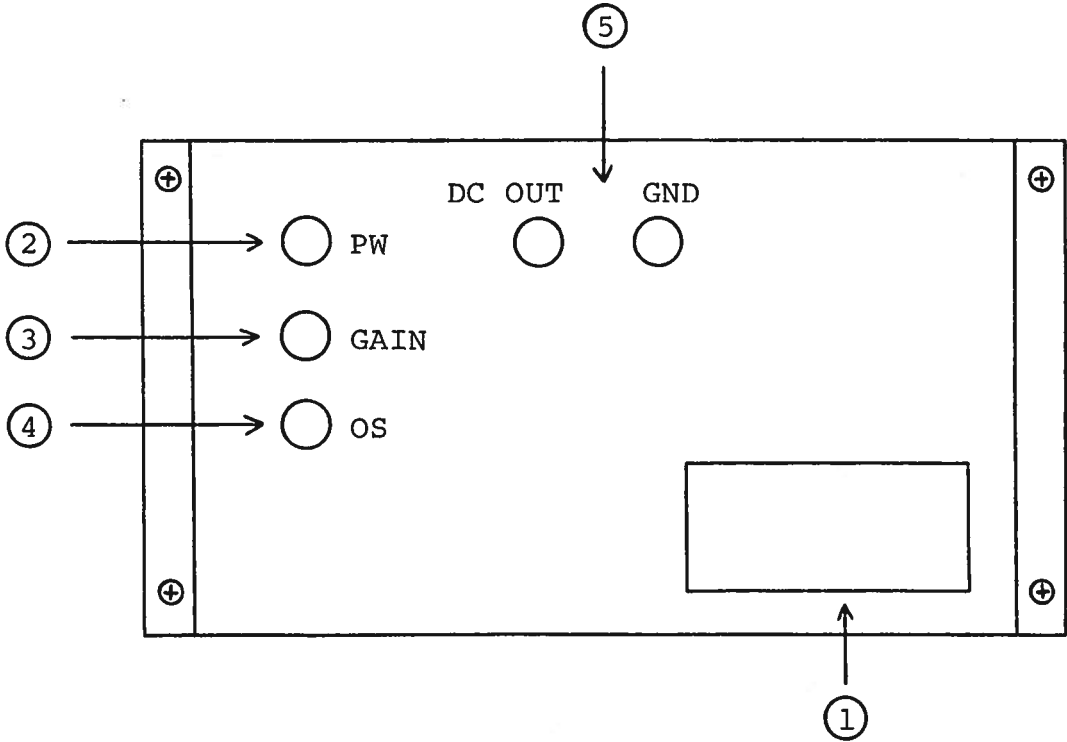 ⑤
DC OUT GND
② PW
③ GAIN
④ OS
①